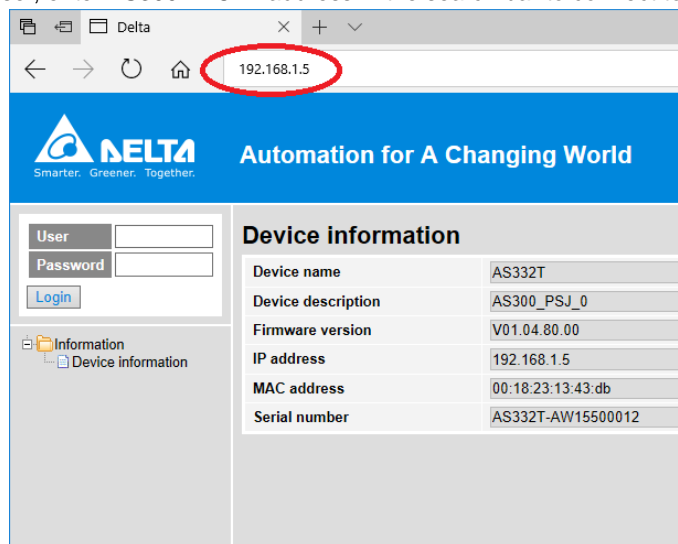 Delta
192.168.1.5
DELTA
Smarter. Greener. Together.
Automation for A Changing World
User
Password
Login
Information
Device information
Device information
Device name AS332T
Device description AS300_PSJ_0
Firmware version V01.04.80.00
IP address 192.168.1.5
MAC address 00:18:23:13:43:db
Serial number AS332T-AW15500012